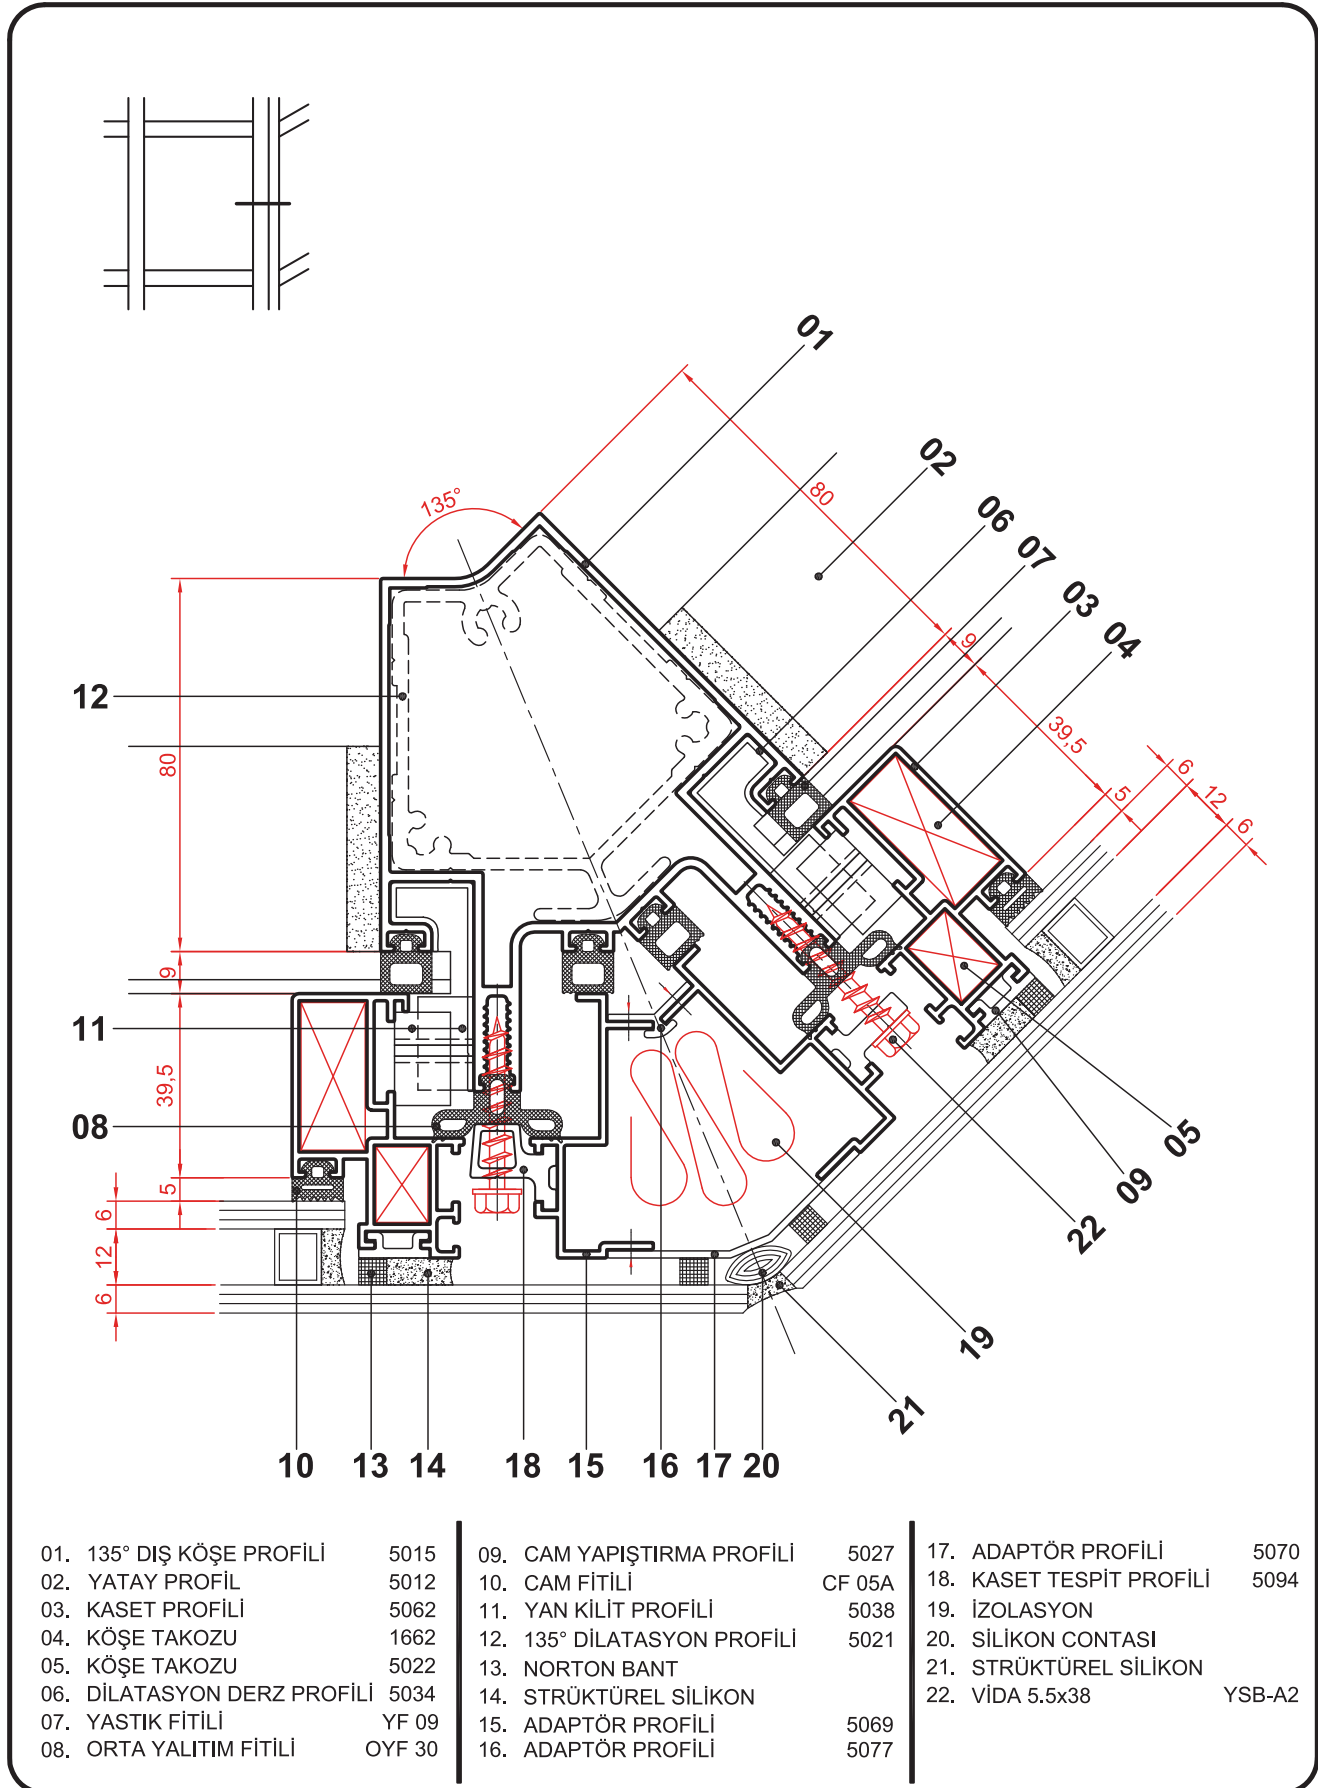 01
02
06
07
03
04
135°
80
9
39,5
5
6
12
6
12
80
9
39,5
5
6
12
6
11
08
05
09
22
19
21
10
13
14
18
15
16
17
20
01. 135° DIŞ KÖŞE PROFİLİ 5015
02. YATAY PROFİL 5012
03. KASET PROFİLİ 5062
04. KÖŞE TAKOZU 1662
05. KÖŞE TAKOZU 5022
06. DİLATASYON DERZ PROFİLİ 5034
07. YASTIK FİTİLİ YF 09
08. ORTA YALITIM FİTİLİ OYF 30
09. CAM YAPIŞTIRMA PROFİLİ 5027
10. CAM FİTİLİ CF 05A
11. YAN KİLİT PROFİLİ 5038
12. 135° DİLATASYON PROFİLİ 5021
13. NORTON BANT
14. STRÜKTÜREL SİLİKON
15. ADAPTÖR PROFİLİ 5069
16. ADAPTÖR PROFİLİ 5077
17. ADAPTÖR PROFİLİ 5070
18. KASET TESPİT PROFİLİ 5094
19. İZOLASYON
20. SİLİKON CONTASI
21. STRÜKTÜREL SİLİKON
22. VİDA 5.5x38 YSB-A2